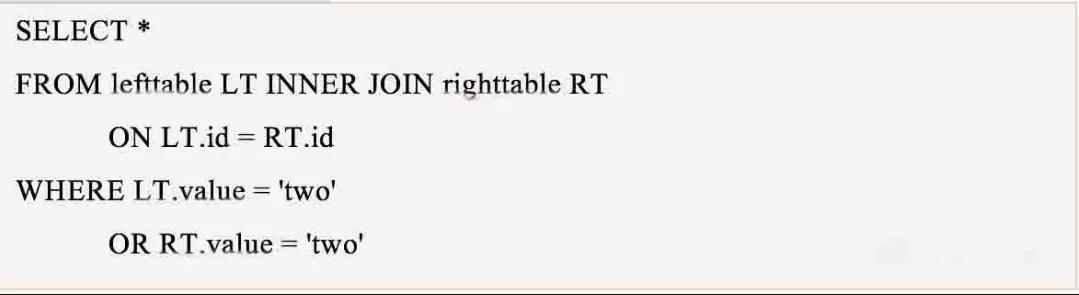 SELECT *
FROM lefttable LT INNER JOIN righttable RT
ON LT.id = RT.id
WHERE LT.value = 'two'
OR RT.value = 'two'